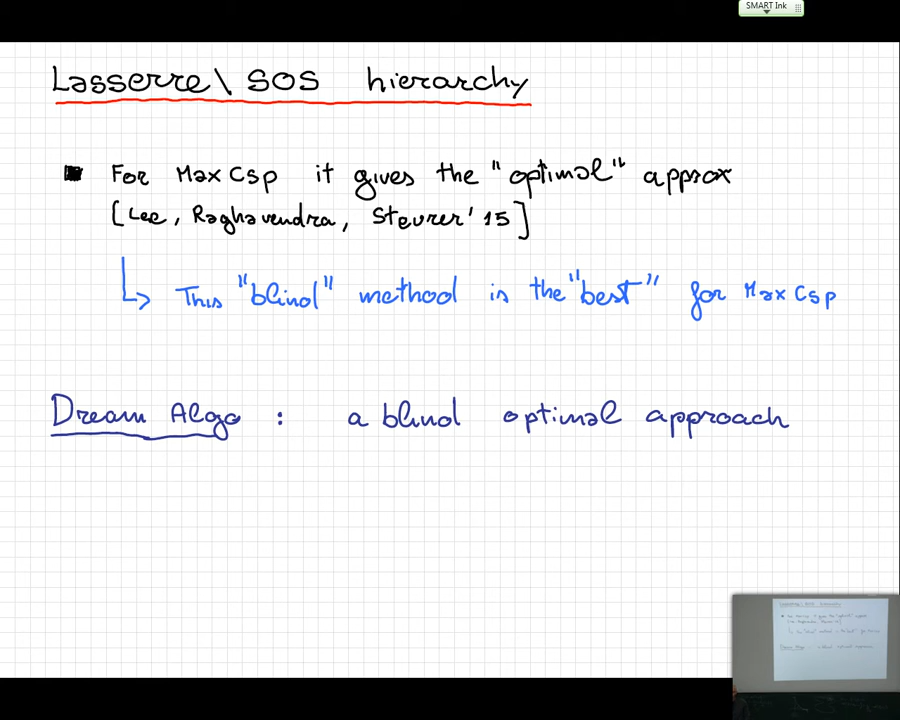 SMART Ink
Lasserre\ SOS hierarchy
For Max Csp it gives the "optimal" approx
[Lee, Raghavendra, Steurer' 15]
↳ This "blind" method is the "best" for Max Csp
Dream Algo : a blind optimal approach